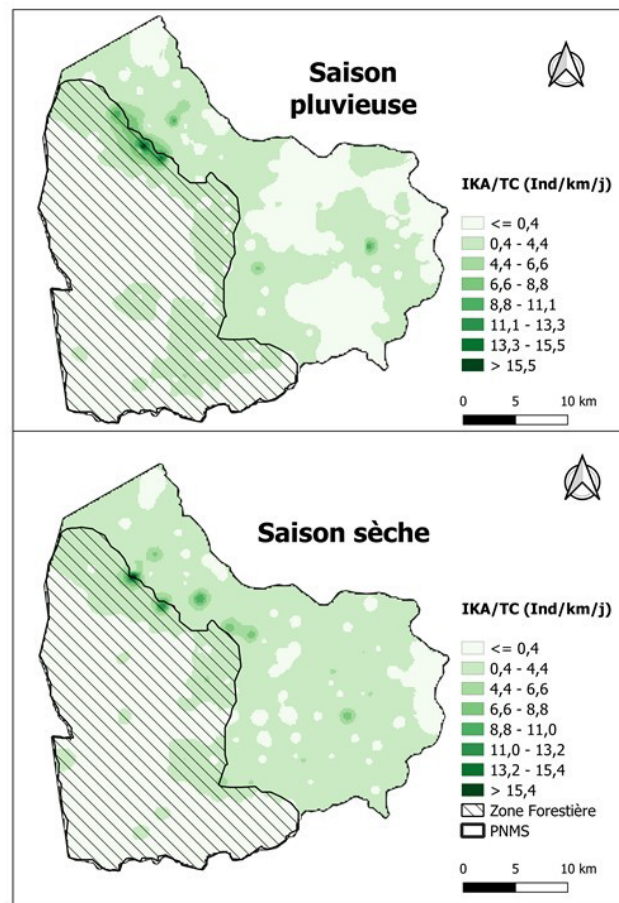 Saison
pluvieuse
IKA/TC (Ind/km/j)
<= 0,4
0,4 - 4,4
4,4 - 6,6
6,6 - 8,8
8,8 - 11,1
11,1 - 13,3
13,3 - 15,5
> 15,5
0 5 10 km
Saison sèche
IKA/TC (Ind/km/j)
<= 0,4
0,4 - 4,4
4,4 - 6,6
6,6 - 8,8
8,8 - 11,0
11,0 - 13,2
13,2 - 15,4
> 15,4
Zone Forestière
PNMS
0 5 10 km